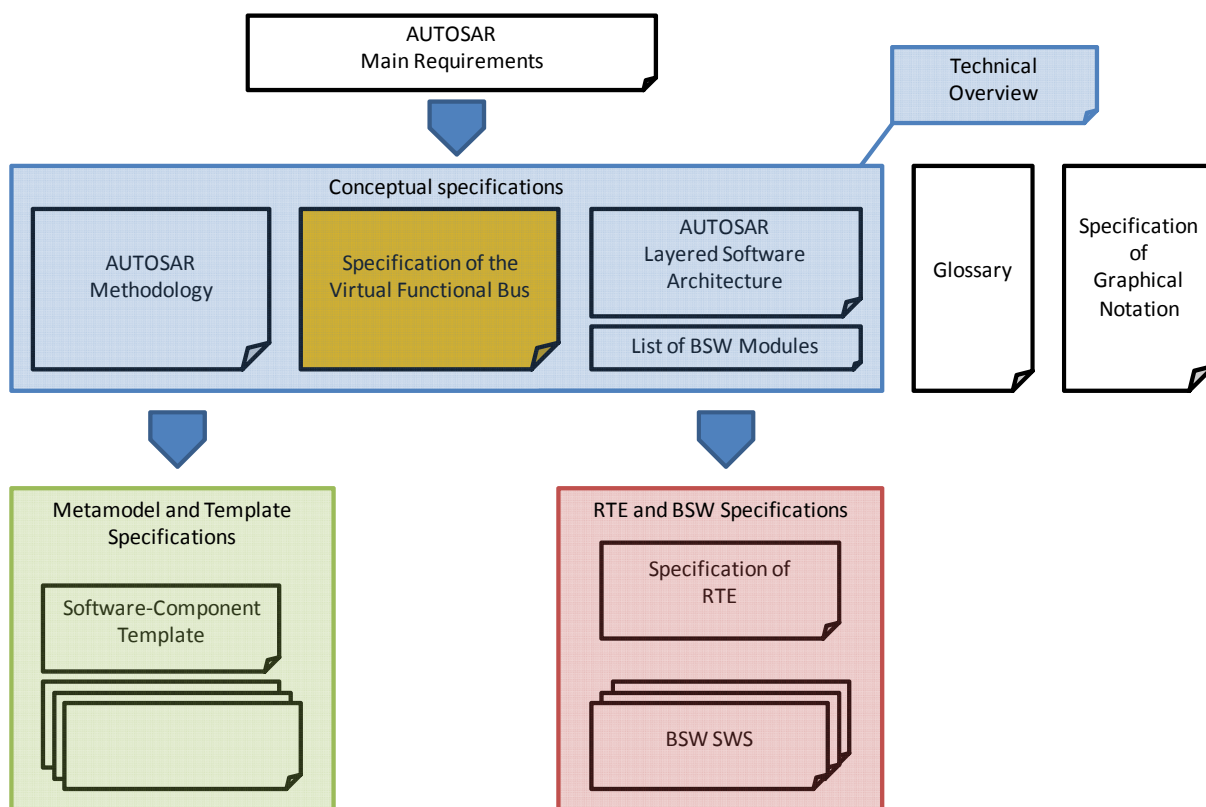 AUTOSAR
Main Requirements
Technical
Overview
Conceptual specifications
AUTOSAR
Methodology
Specification of the
Virtual Functional Bus
AUTOSAR
Layered Software
Architecture
List of BSW Modules
Glossary
Specification
of
Graphical
Notation
Metamodel and Template
Specifications
Software-Component
Template
RTE and BSW Specifications
Specification of
RTE
BSW SWS